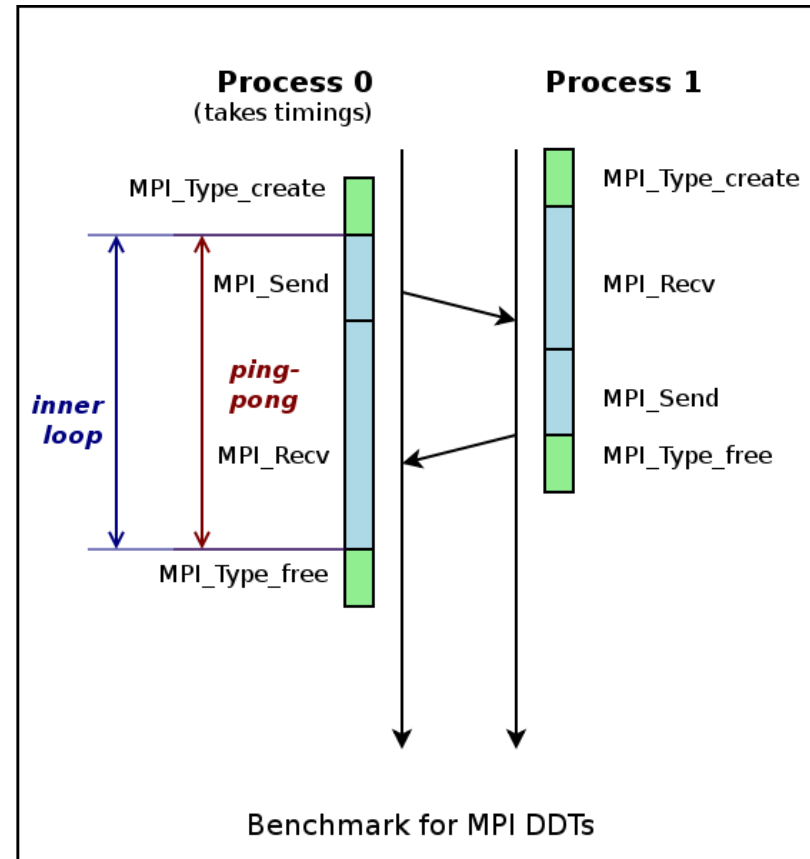 Process 0
(takes timings)
Process 1
MPI_Type_create
MPI_Type_create
MPI_Send
MPI_Recv
ping-
pong
inner
loop
MPI_Send
MPI_Recv
MPI_Type_free
MPI_Type_free
Benchmark for MPI DDTs